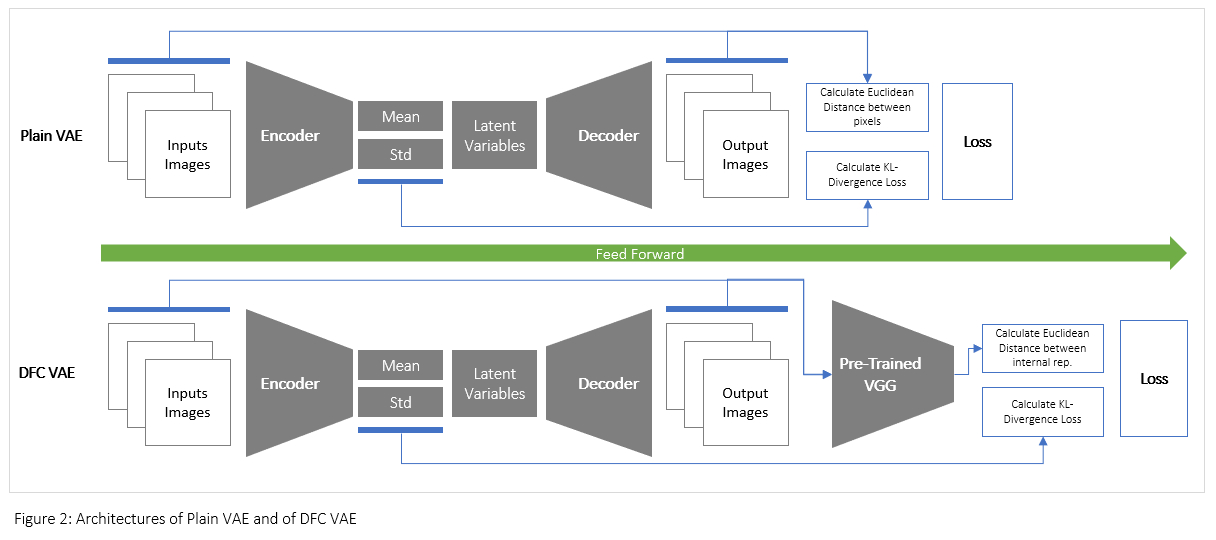 Plain VAE
Inputs
Images
Encoder
Mean
Std
Latent
Variables
Decoder
Output
Images
Calculate Euclidean
Distance between
pixels
Calculate KL-
Divergence Loss
Loss
Feed Forward
DFC VAE
Inputs
Images
Encoder
Mean
Std
Latent
Variables
Decoder
Output
Images
Pre-Trained
VGG
Calculate Euclidean
Distance between
internal rep.
Calculate KL-
Divergence Loss
Loss
Figure 2: Architectures of Plain VAE and of DFC VAE